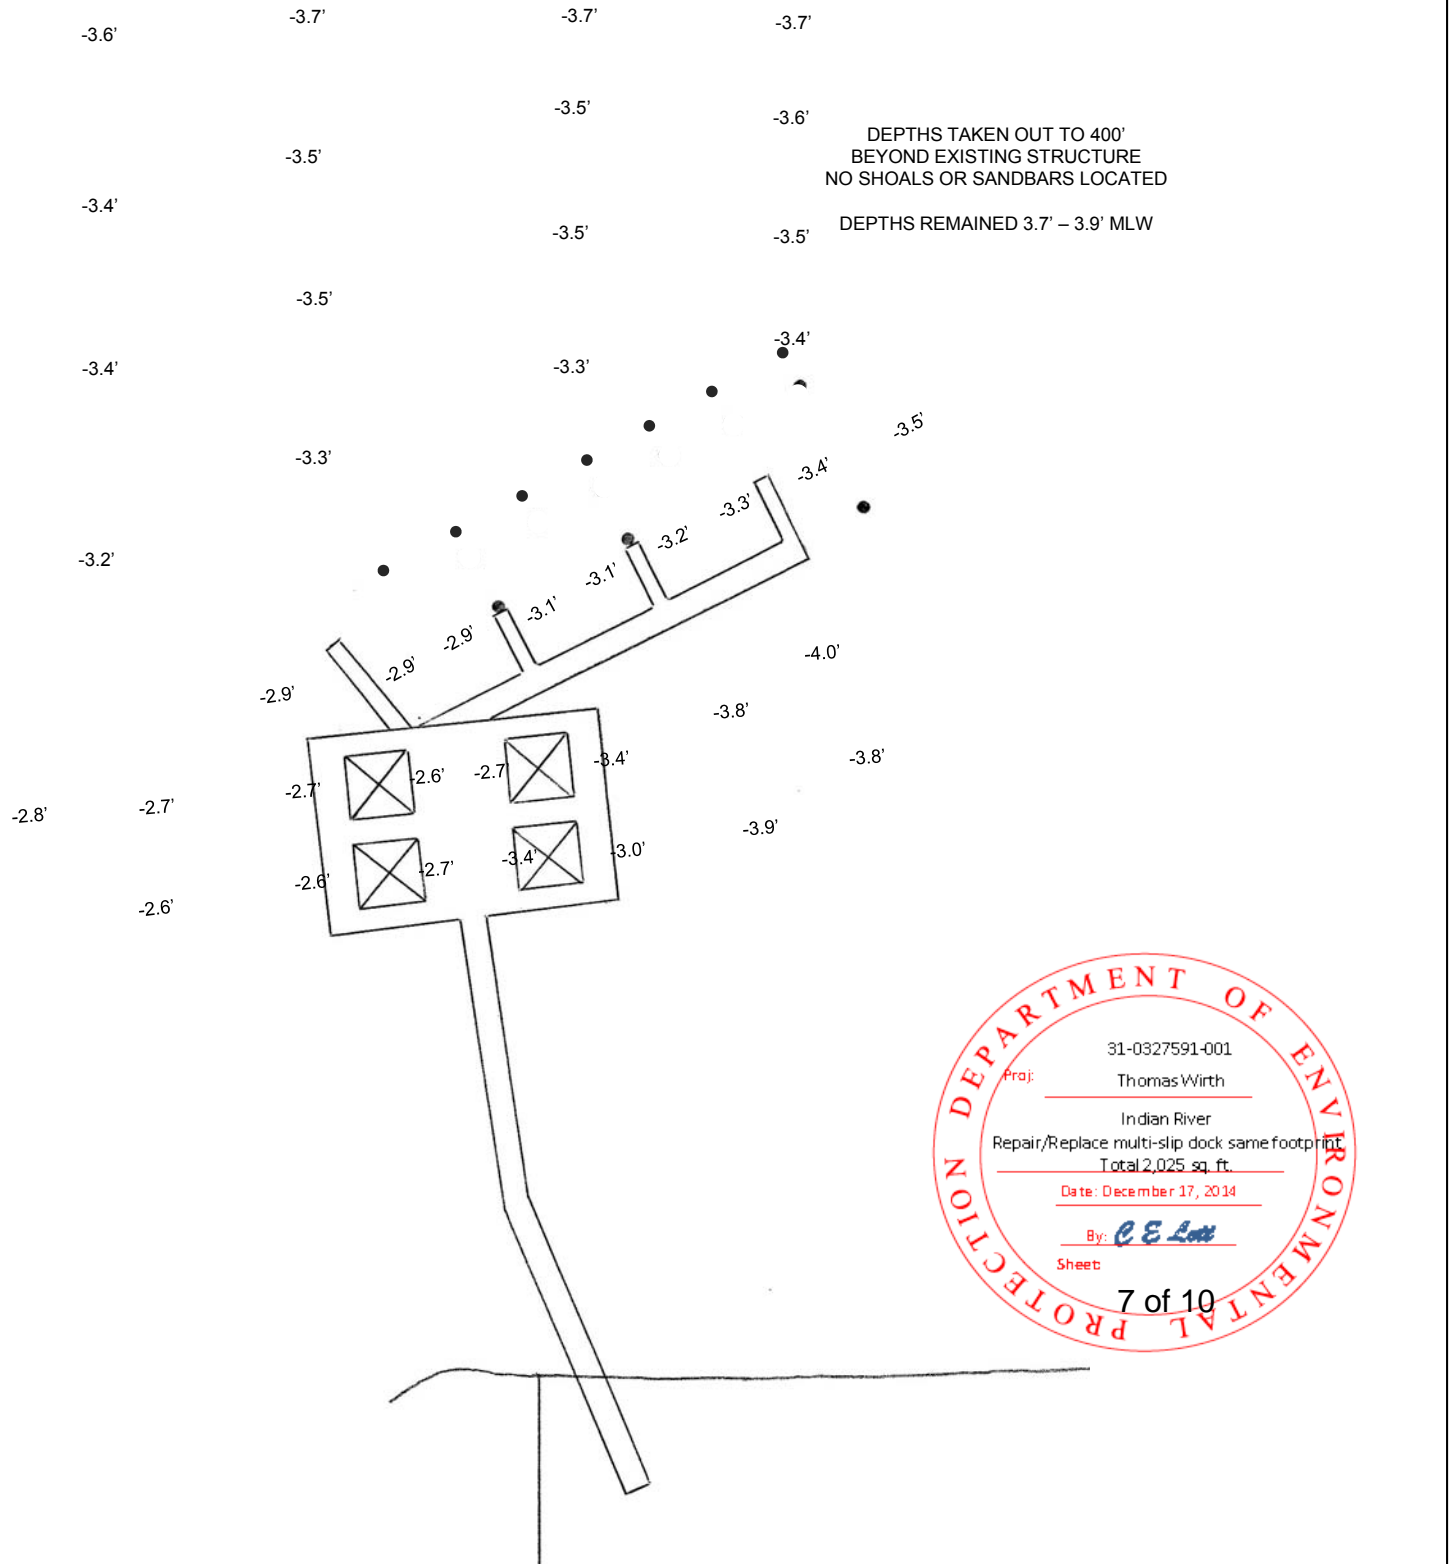 -3.7’
-3.7’
-3.7’
-3.6’
-3.5’
-3.6’
DEPTHS TAKEN OUT TO 400’
BEYOND EXISTING STRUCTURE
NO SHOALS OR SANDBARS LOCATED
DEPTHS REMAINED 3.7’ – 3.9’ MLW
-3.5’
-3.4’
-3.5’
-3.5’
-3.5’
-3.4’
-3.4’
-3.3’
-3.5’
-3.3’
-3.4’
-3.3’
-3.2’
-3.2’
-3.1’
-3.1’
-2.9’
-2.9’
-2.9’
-4.0’
-3.8’
-3.8’
-3.4’
-2.7’
-2.6’
-2.7’
-2.7’
-2.8’
-3.9’
-3.0’
-3.4’
-2.7’
-2.6’
-2.6’
DEPARTMENT OF ENVIRONMENTAL PROTECTION
31-0327591-001
Proj:
Thomas Wirth
Indian River
Repair/Replace multi-slip dock same footprint
Total 2,025 sq. ft.
Date: December 17, 2014
By: C E Lott
Sheet:
7 of 10